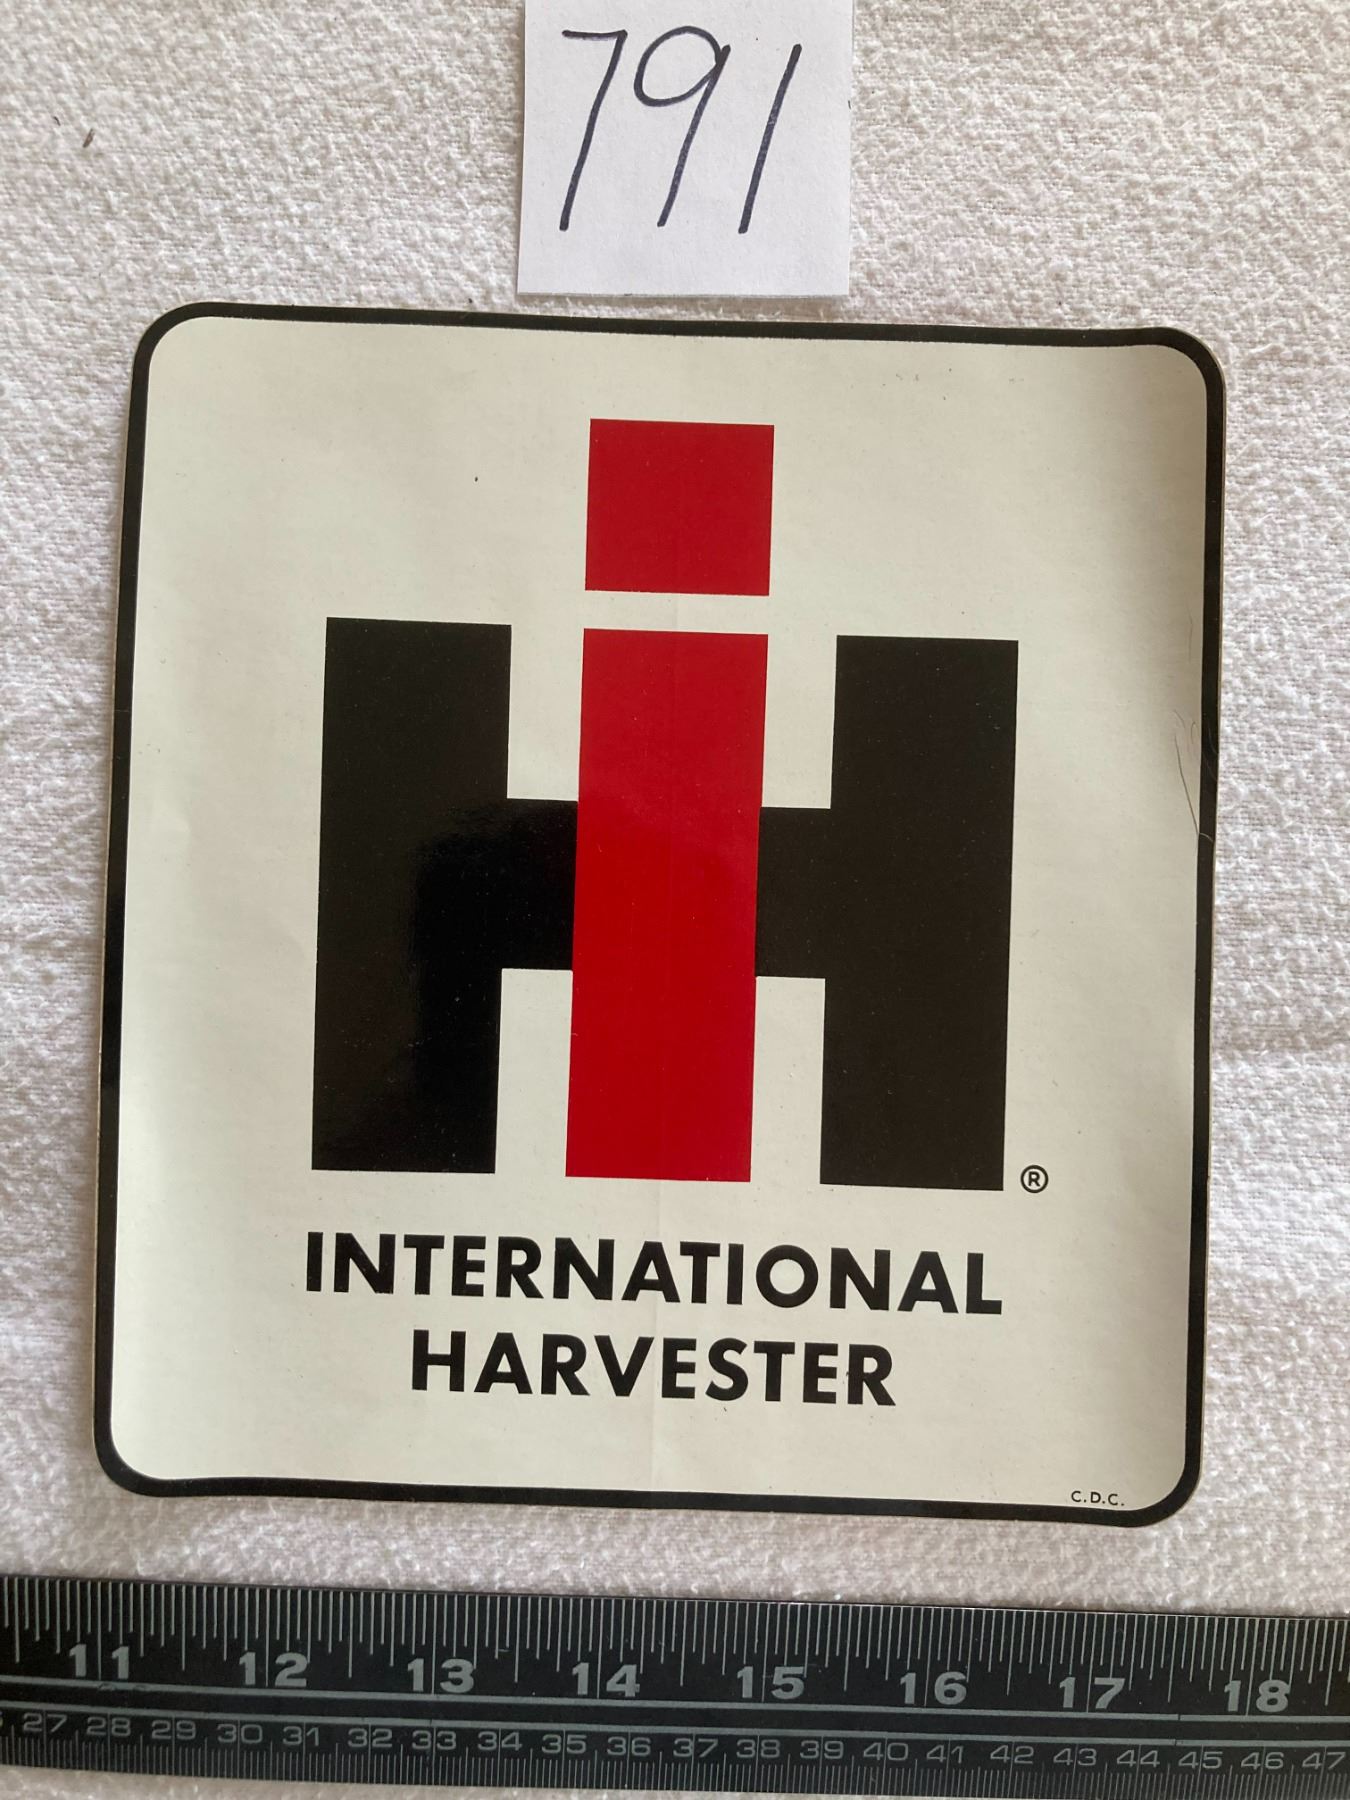 791
iH ®
INTERNATIONAL
HARVESTER
C.D.C.
11 12 13 14 15 16 17 18
27 28 29 30 31 32 33 34 35 36 37 38 39 40 41 42 43 44 45 46 47